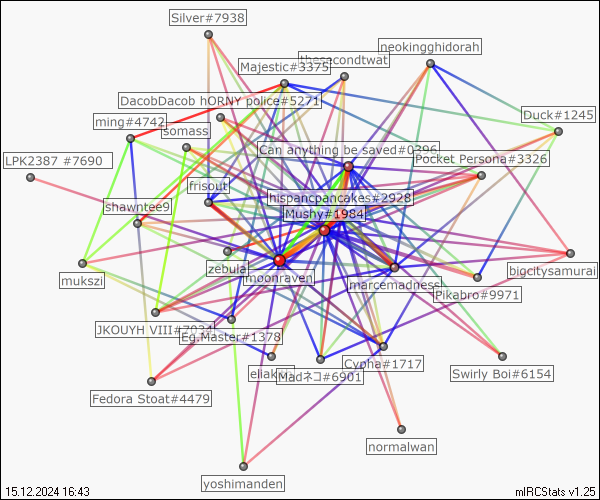 Silver#7938
neokingghidorah
thesecondtwat
Majestic#3375
DacobDacob hORNY police#5271
Duck#1245
ming#4742
somass
Can anything be saved#0396
LPK2387 #7690
Pocket Persona#3326
frisout
hispancpancakes#2928
shawntee9
Mushy#1984
zebula
moonraven
bigcitysamurai
mukszi
marcemadness
Pikabro#9971
JKOUYH VIII#7934
Eg.Master#1378
Cypha#1717
Madネコ#6901
Swirly Boi#6154
Fedora Stoat#4479
normalwan
yoshimanden
15.12.2024 16:43
mIRCStats v1.25